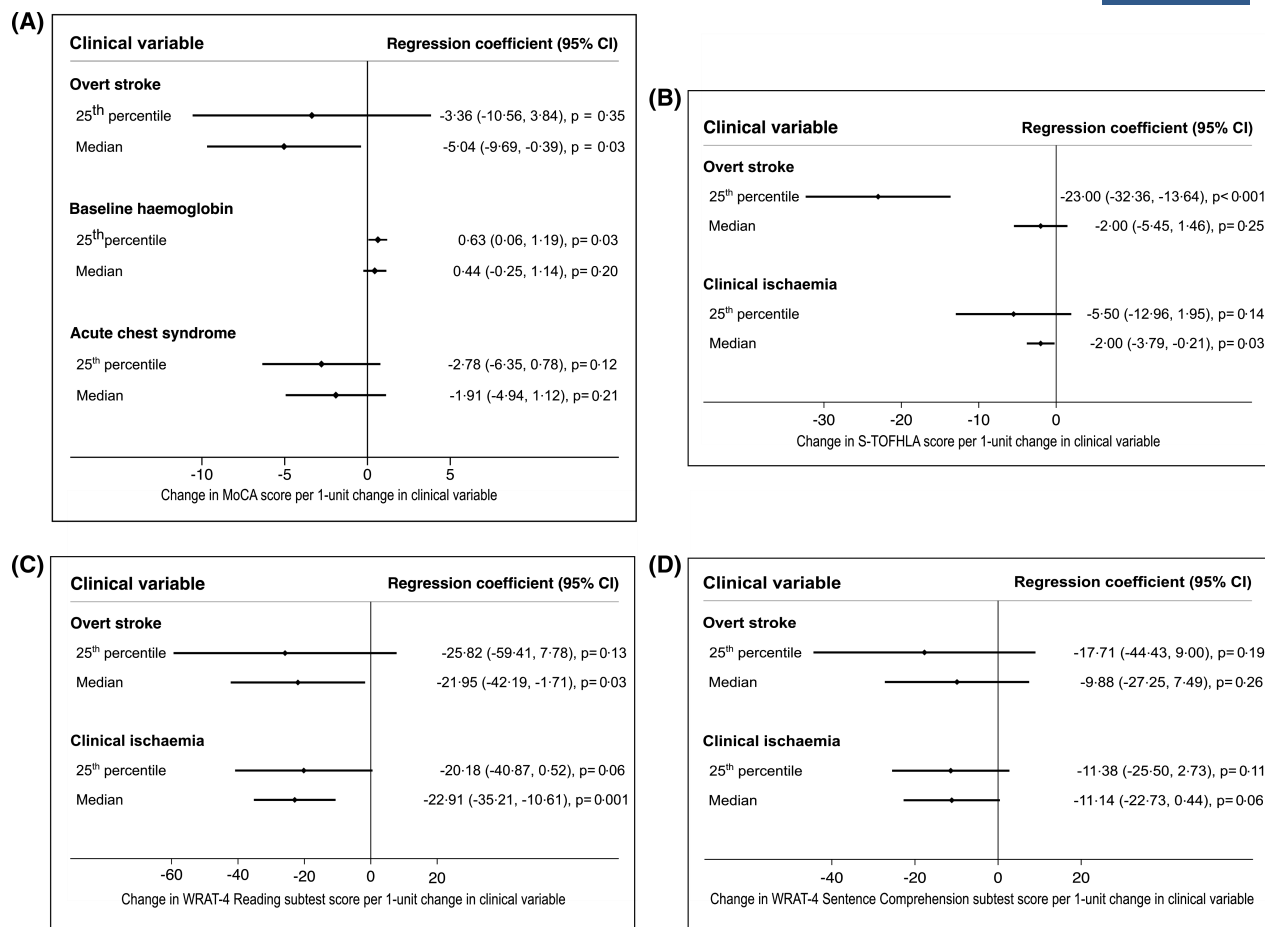 (A)
Clinical variable Regression coefficient (95% CI)
Overt stroke
25th percentile -3·36 (-10·56, 3·84), p = 0·35
Median -5·04 (-9·69, -0·39), p = 0·03
Baseline haemoglobin
25thpercentile 0·63 (0·06, 1·19), p= 0·03
Median 0·44 (-0·25, 1·14), p= 0·20
Acute chest syndrome
25th percentile -2·78 (-6·35, 0·78), p= 0·12
Median -1·91 (-4·94, 1·12), p= 0·21
-10 -5 0 5
Change in MoCA score per 1-unit change in clinical variable
(B)
Clinical variable Regression coefficient (95% CI)
Overt stroke
25th percentile -23·00 (-32·36, -13·64), p< 0·001
Median -2·00 (-5·45, 1·46), p= 0·25
Clinical ischaemia
25th percentile -5·50 (-12·96, 1·95), p= 0·14
Median -2·00 (-3·79, -0·21), p= 0·03
-30 -20 -10 0
Change in S-TOFHLA score per 1-unit change in clinical variable
(C)
Clinical variable Regression coefficient (95% CI)
Overt stroke
25th percentile -25·82 (-59·41, 7·78), p= 0·13
Median -21·95 (-42·19, -1·71), p= 0·03
Clinical ischaemia
25th percentile -20·18 (-40·87, 0·52), p= 0·06
Median -22·91 (-35·21, -10·61), p= 0·001
-60 -40 -20 0 20
Change in WRAT-4 Reading subtest score per 1-unit change in clinical variable
(D)
Clinical variable Regression coefficient (95% CI)
Overt stroke
25th percentile -17·71 (-44·43, 9·00), p= 0·19
Median -9·88 (-27·25, 7·49), p= 0·26
Clinical ischaemia
25th percentile -11·38 (-25·50, 2·73), p= 0·11
Median -11·14 (-22·73, 0·44), p= 0·06
-40 -20 0 20
Change in WRAT-4 Sentence Comprehension subtest score per 1-unit change in clinical variable